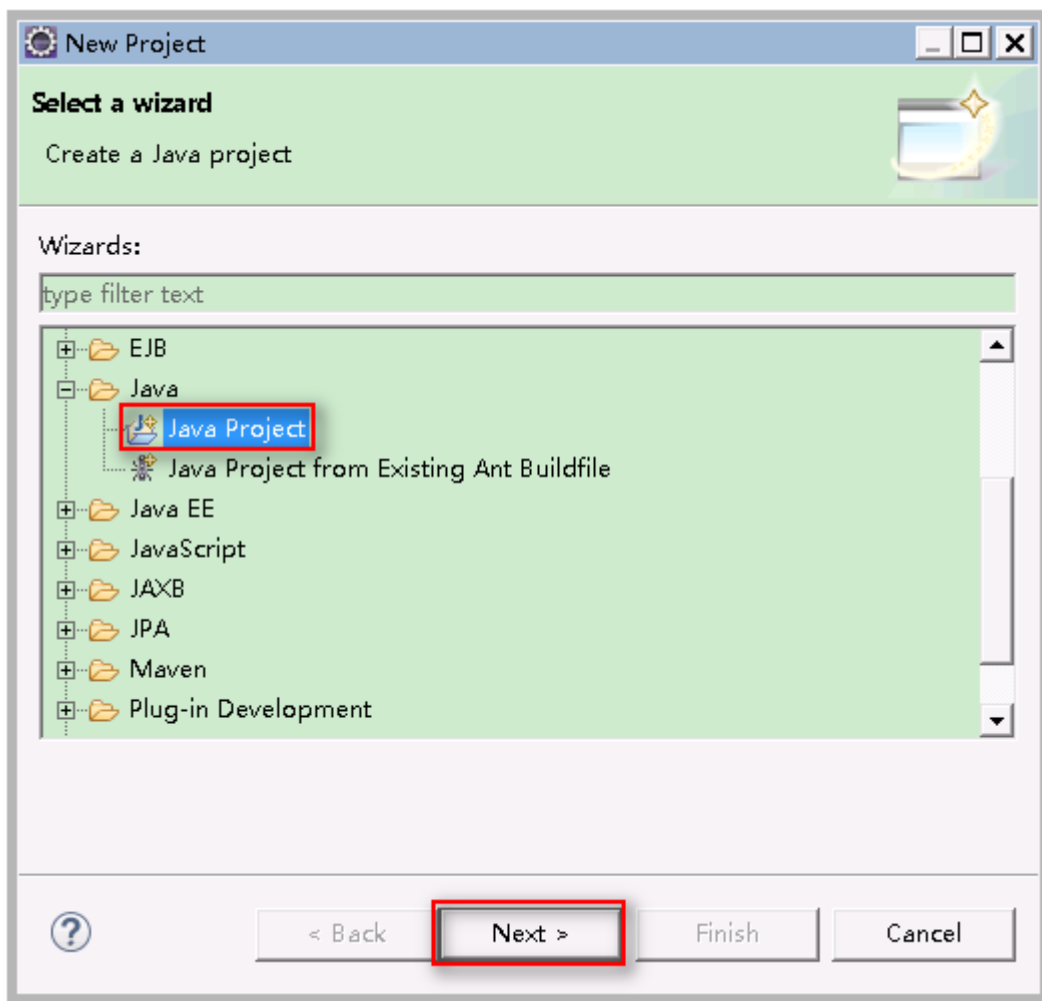 New Project
Select a wizard
Create a Java project
Wizards:
type filter text
EJB
Java
Java Project
Java Project from Existing Ant Buildfile
Java EE
JavaScript
JAXB
JPA
Maven
Plug-in Development
< Back Next > Finish Cancel